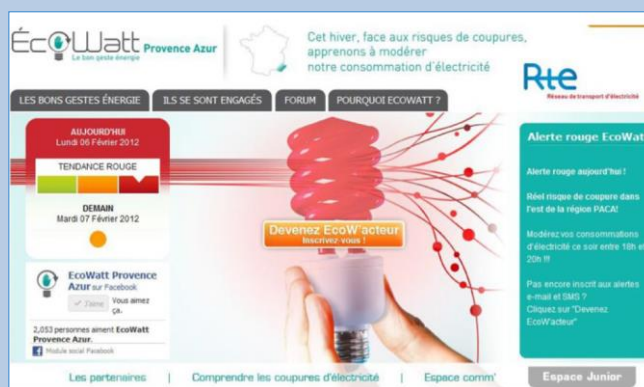 ÉcoWatt Provence Azur
Le bon geste énergie
Cet hiver, face aux risques de coupures,
apprenons à modérer
notre consommation d'électricité
Rte
Réseau de transport d'électricité
LES BONS GESTES ÉNERGIE
ILS SE SONT ENGAGÉS
FORUM
POURQUOI ECOWATT ?
AUJOURD'HUI
Lundi 06 Février 2012
TENDANCE ROUGE
DEMAIN
Mardi 07 Février 2012
EcoWatt Provence
Azur sur Facebook
J'aime
Vous aimez
ça.
2,053 personnes aiment EcoWatt
Provence Azur.
Module social Facebook
Devenez EcoW'acteur
Inscrivez-vous !
Alerte rouge EcoWat
Alerte rouge aujourd'hui !
Réel risque de coupure dans
l'est de la région PACA!
Modérez vos consommations
d'électricité ce soir entre 18h et
20h !!!
Pas encore inscrit aux alertes
e-mail et SMS ?
Cliquez sur "Devenez
EcoW'acteur"
Les partenaires | Comprendre les coupures d'électricité | Espace comm'
Espace Junior